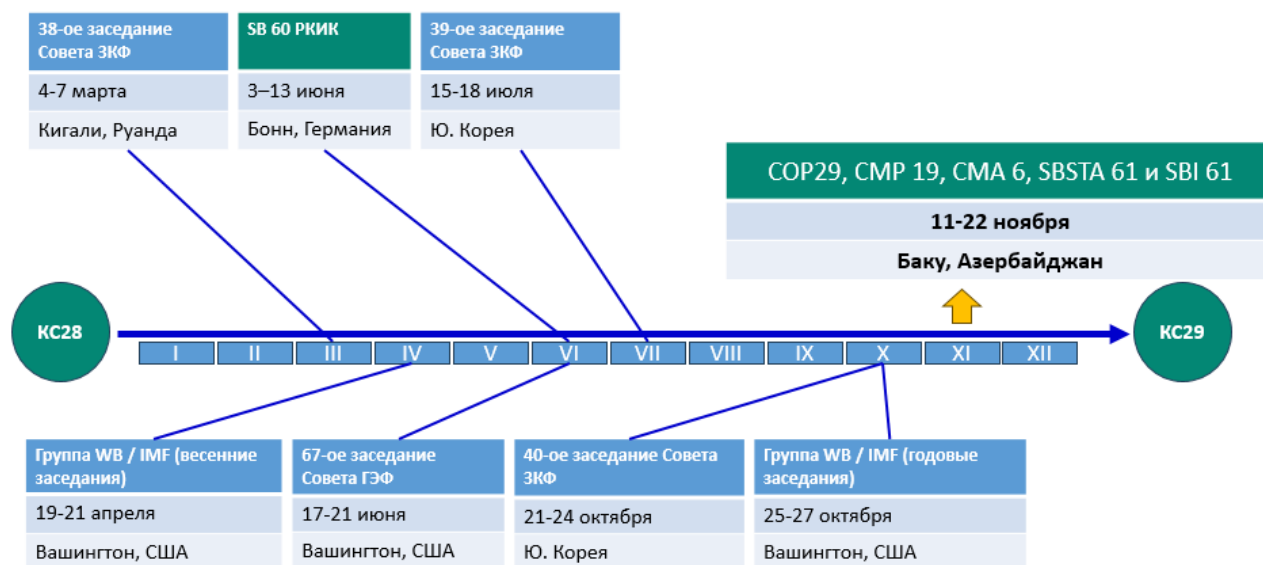 38-ое заседание
Совета ЗКФ
4-7 марта
Кигали, Руанда
SB 60 РКИК
3–13 июня
Бонн, Германия
39-ое заседание
Совета ЗКФ
15-18 июля
Ю. Корея
COP29, CMP 19, CMA 6, SBSTA 61 и SBI 61
11-22 ноября
Баку, Азербайджан
КС28
I II III IV V VI VII VIII IX X XI XII
КС29
Группа WB / IMF (весенние
заседания)
19-21 апреля
Вашингтон, США
67-ое заседание
Совета ГЭФ
17-21 июня
Вашингтон, США
40-ое заседание Совета
ЗКФ
21-24 октября
Ю. Корея
Группа WB / IMF (годовые
заседания)
25-27 октября
Вашингтон, США